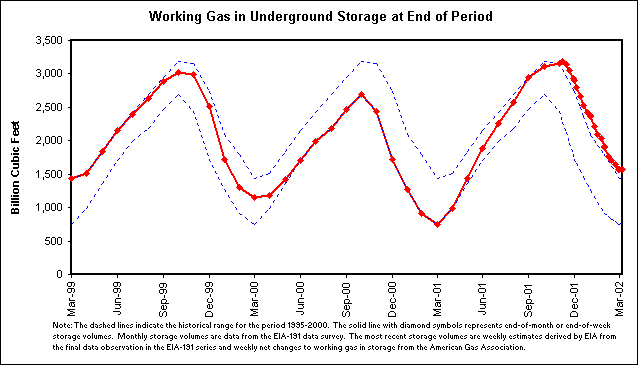 Working Gas in Underground Storage at End of Period
Billion Cubic Feet
3,500
3,000
2,500
2,000
1,500
1,000
500
0
Mar-99
Jun-99
Sep-99
Dec-99
Mar-00
Jun-00
Sep-00
Dec-00
Mar-01
Jun-01
Sep-01
Dec-01
Mar-02
Note: The dashed lines indicate the historical range for the period 1995-2000. The solid line with diamond symbols represents end-of-month or end-of-week
storage volumes. Monthly storage volumes are data from the EIA-191 data survey. The most recent storage volumes are weekly estimates derived by EIA from
the final data observation in the EIA-191 series and weekly net changes to working gas in storage from the American Gas Association.